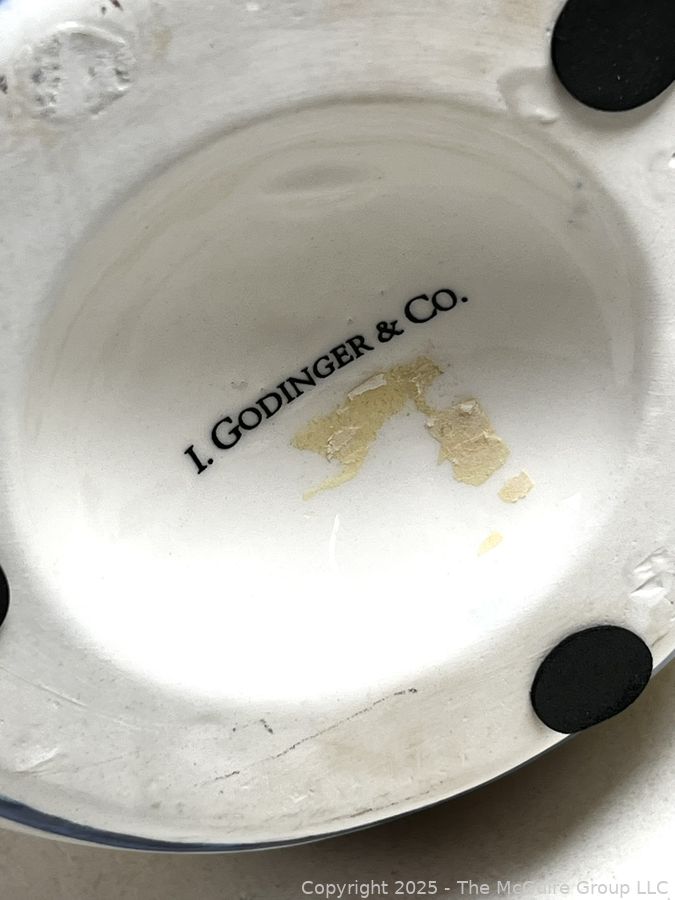 I. GODINGER & CO.
Copyright 2025 - The McGuire Group LLC